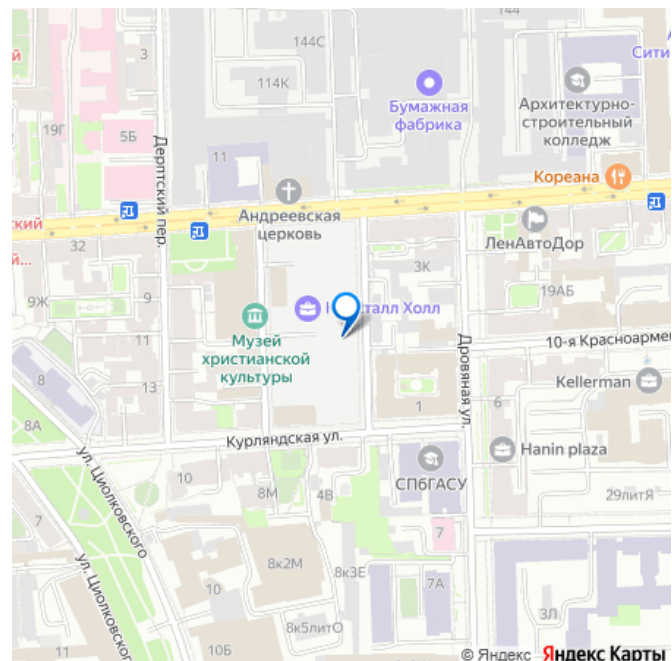 144
144С
3
114К
Бумажная
фабрика
Архитектурно-
строительный
колледж
Сити
19Г
5Б
11
Дерптский пер.
Андреевская
церковь
Кореана
ский
й...
32
9Ж
9
ЛенАвтоДор
3К
19АБ
талл Холл
Музей
христианской
культуры
11
13
8
8А
Дровяная ул.
10-я Красноармей
Kellerman
1
6
Курляндская ул.
Hanin plaza
СПбГАСУ
10
8М
4В
29литЯ
ул. Циолковского
7
7
8к2М
8к3Е
7А
ул. Циолковского
3Л
8к5литО
11
10Б
© Яндекс Яндекс Карты